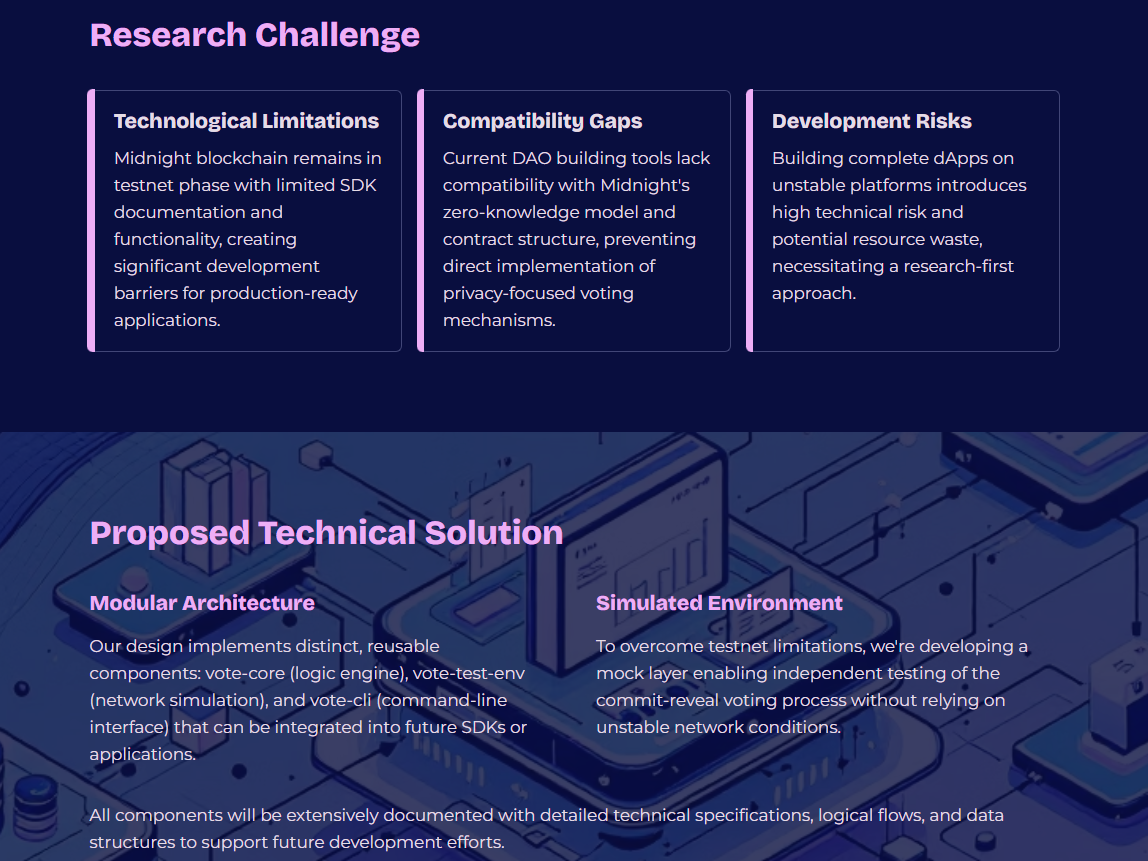 Research Challenge
Technological Limitations
Midnight blockchain remains in
testnet phase with limited SDK
documentation and
functionality, creating
significant development
barriers for production-ready
applications.
Compatibility Gaps
Current DAO building tools lack
compatibility with Midnight's
zero-knowledge model and
contract structure, preventing
direct implementation of
privacy-focused voting
mechanisms.
Development Risks
Building complete dApps on
unstable platforms introduces
high technical risk and
potential resource waste,
necessitating a research-first
approach.
Proposed Technical Solution
Modular Architecture
Our design implements distinct, reusable
components: vote-core (logic engine), vote-test-env
(network simulation), and vote-cli (command-line
interface) that can be integrated into future SDKs or
applications.
Simulated Environment
To overcome testnet limitations, we're developing a
mock layer enabling independent testing of the
commit-reveal voting process without relying on
unstable network conditions.
All components will be extensively documented with detailed technical specifications, logical flows, and data
structures to support future development efforts.